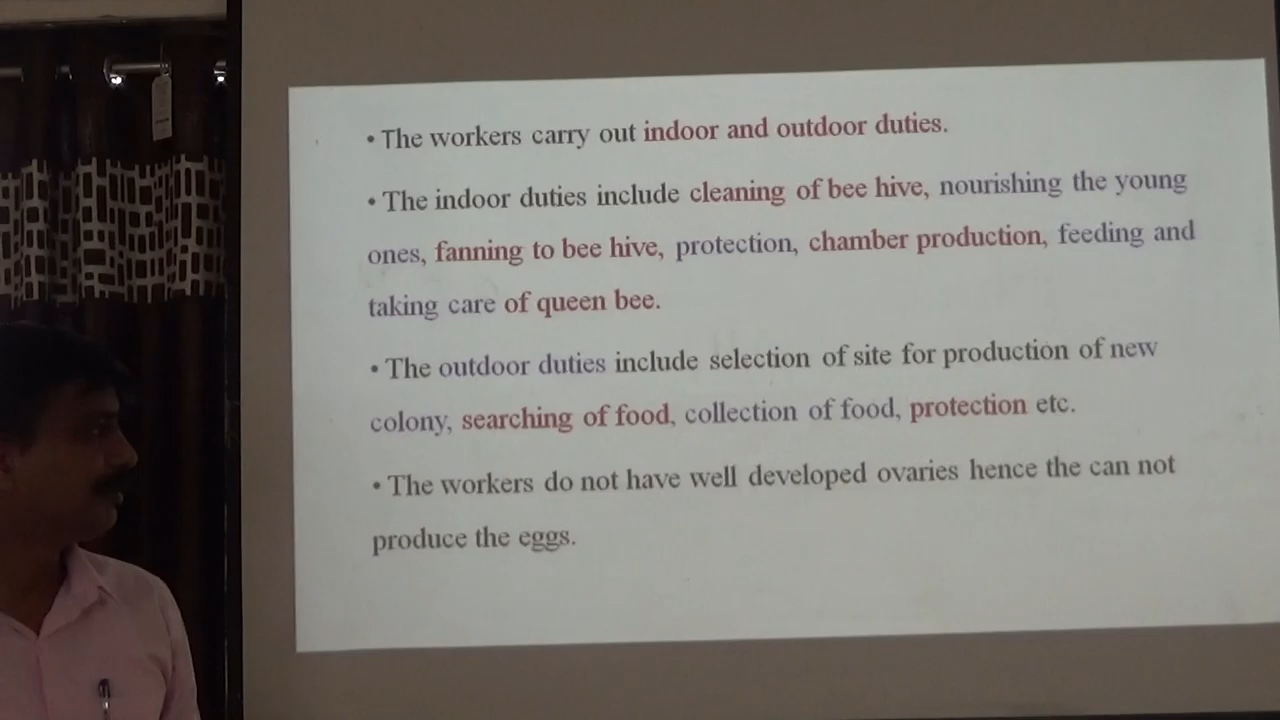 • The workers carry out indoor and outdoor duties.
• The indoor duties include cleaning of bee hive, nourishing the young
ones, fanning to bee hive, protection, chamber production, feeding and
taking care of queen bee.
• The outdoor duties include selection of site for production of new
colony, searching of food, collection of food, protection etc.
• The workers do not have well developed ovaries hence the can not
produce the eggs.